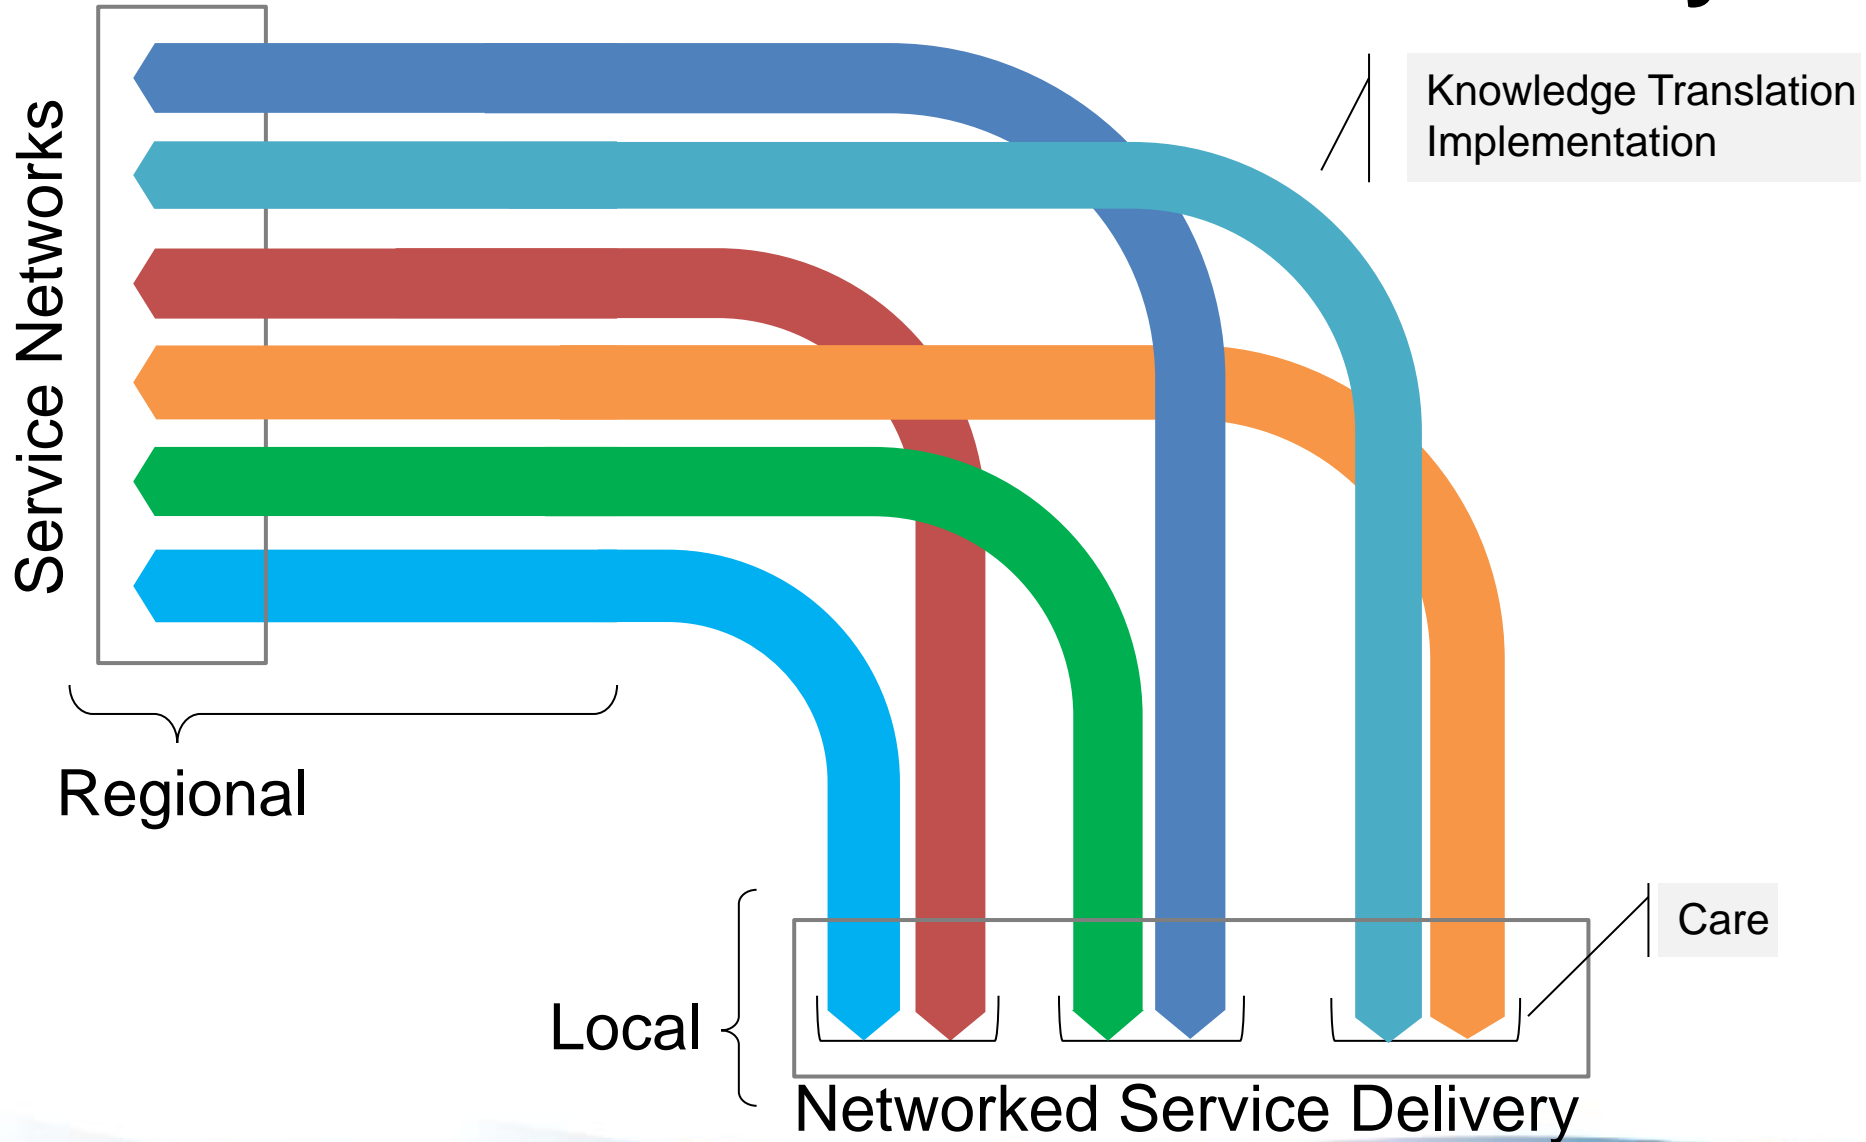 Service Networks
Knowledge Translation
Implementation
Regional
Care
Local
Networked Service Delivery